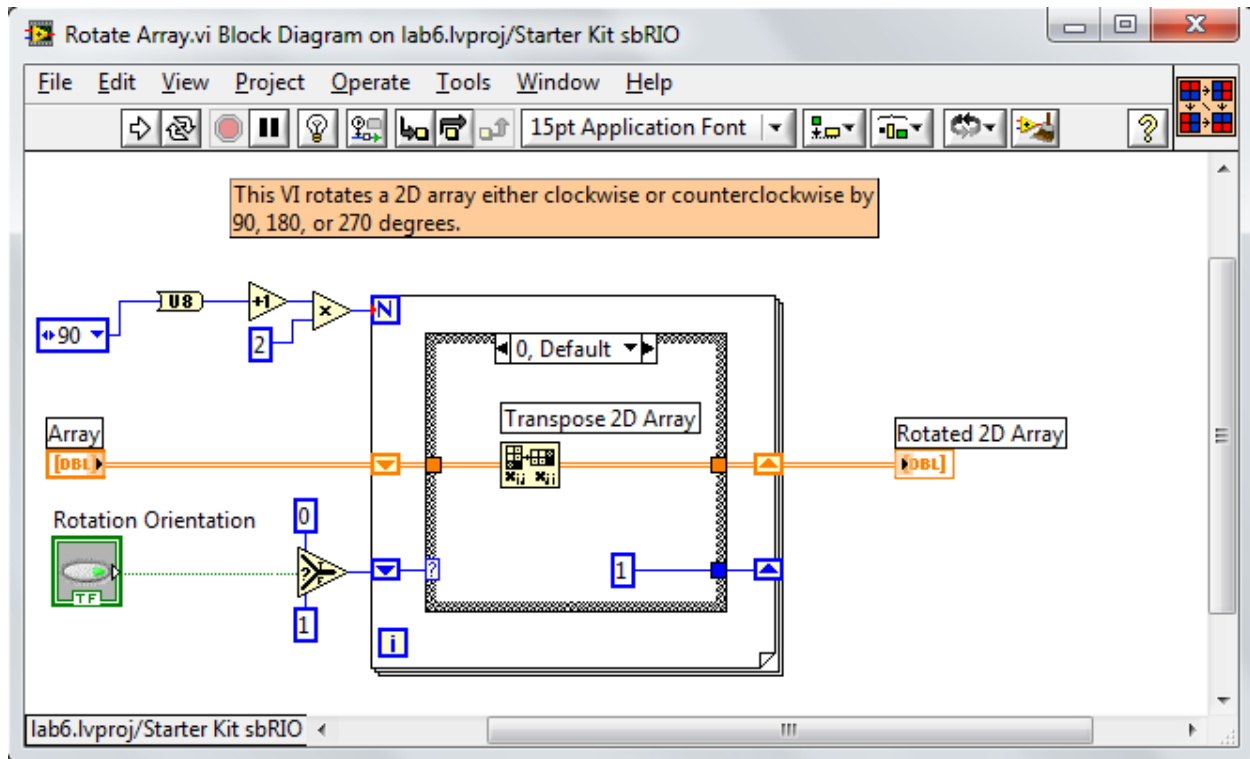 Rotate Array.vi Block Diagram on lab6.lvproj/Starter Kit sbRIO
File Edit View Project Operate Tools Window Help
15pt Application Font
This VI rotates a 2D array either clockwise or counterclockwise by
90, 180, or 270 degrees.
U8
+1
x
N
90
2
0, Default
Transpose 2D Array
Array
[DBL]
Rotated 2D Array
DBL]
Rotation Orientation
0
?
T
F
?
1
TF
1
i
lab6.lvproj/Starter Kit sbRIO